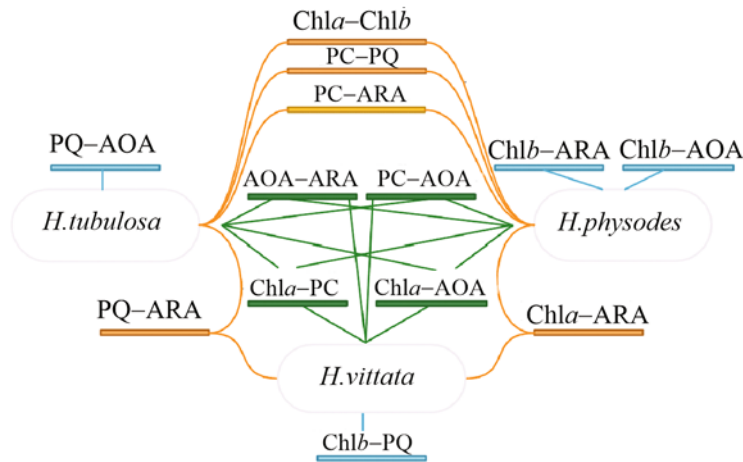 Chla–Chlb
PC–PQ
PC–ARA
PQ–AOA
Chlb–ARA
Chlb–AOA
AOA–ARA
PC–AOA
H.tubulosa
H.physodes
Chla–PC
Chla–AOA
PQ–ARA
Chla–ARA
H.vittata
Chlb–PQ